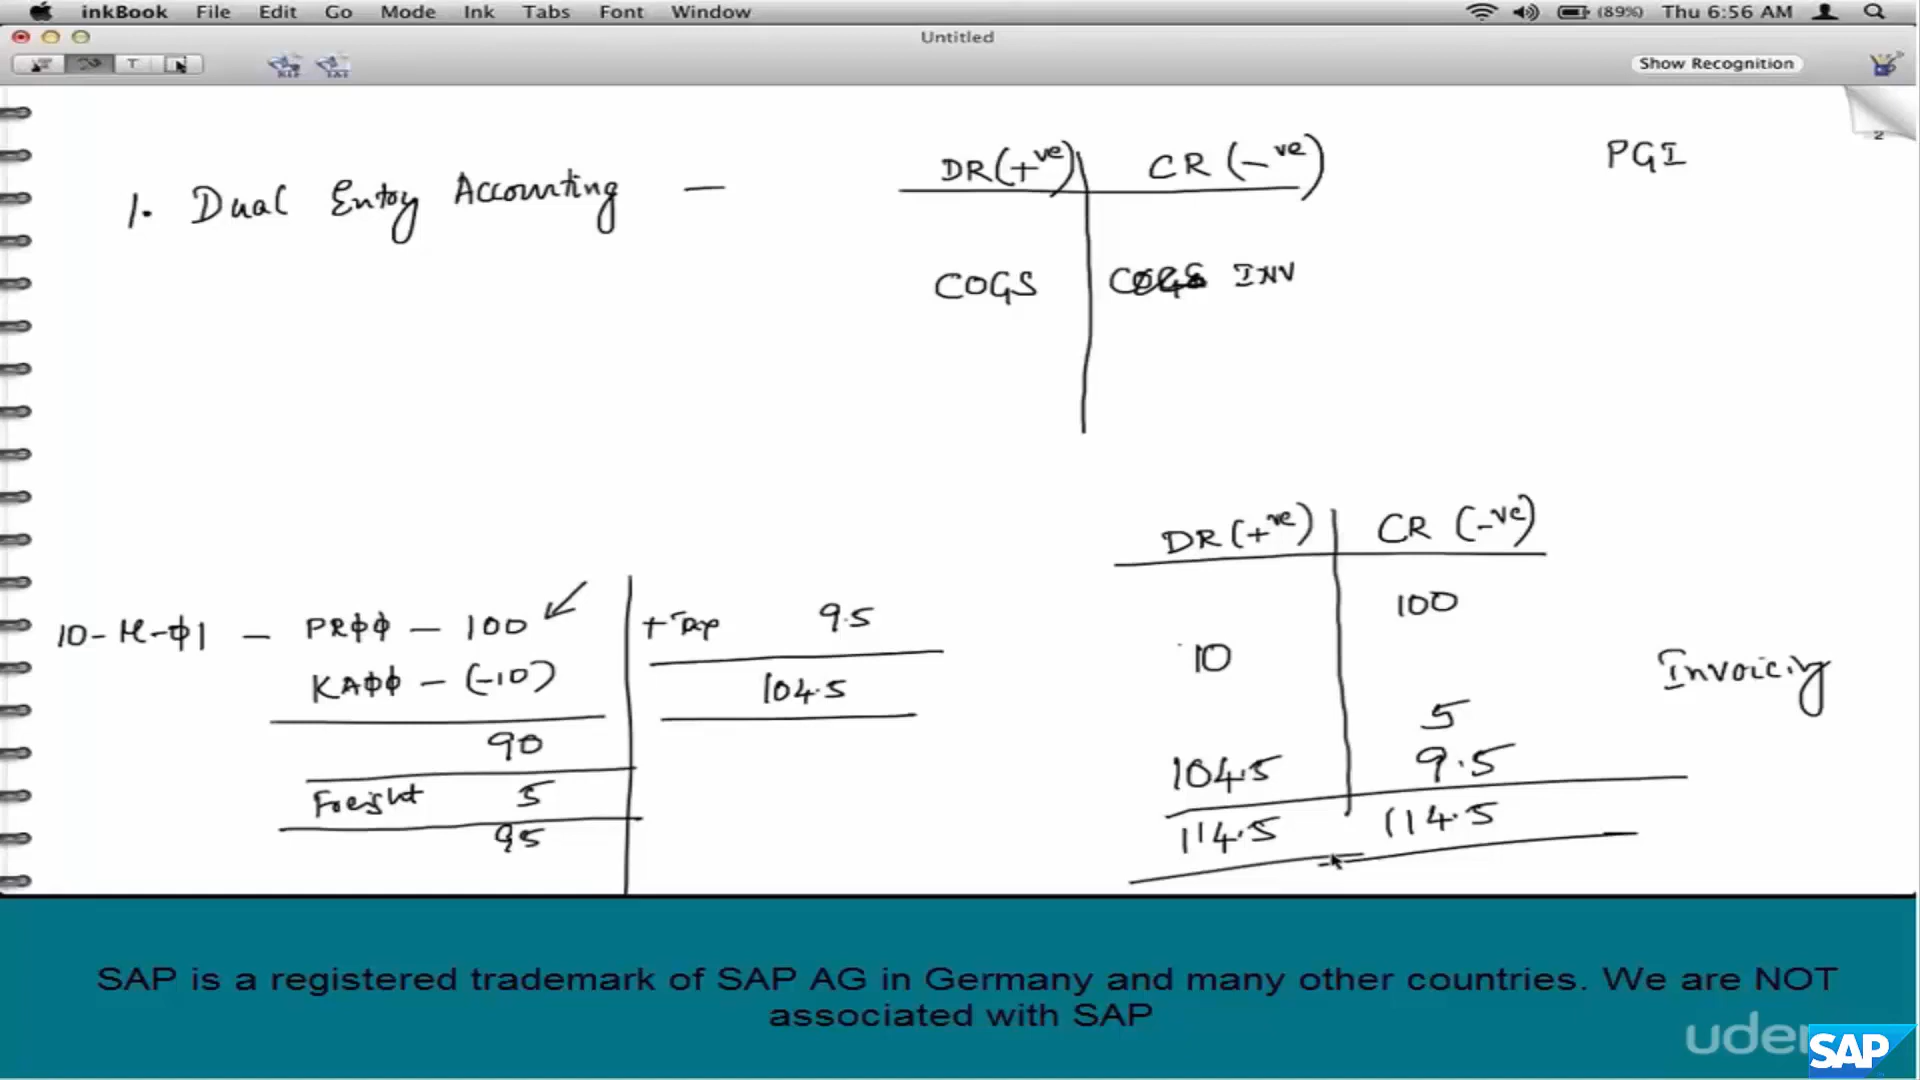 inkBook File Edit Go Mode Ink Tabs Font Window (89%) Thu 6:56 AM
Untitled
T Show Recognition
2
1. Dual Entry Accounting — DR(+ve) CR(-ve) PGI
COGS INV
DR(+ve) CR(-ve)
10-M-01 — PR00 — 100
KA00 — (-10)
90
Freight 5
95
+Tax 9.5
104.5
100
10
5
104.5 9.5
114.5 114.5
Invoicing
SAP is a registered trademark of SAP AG in Germany and many other countries. We are NOT
associated with SAP
SAP